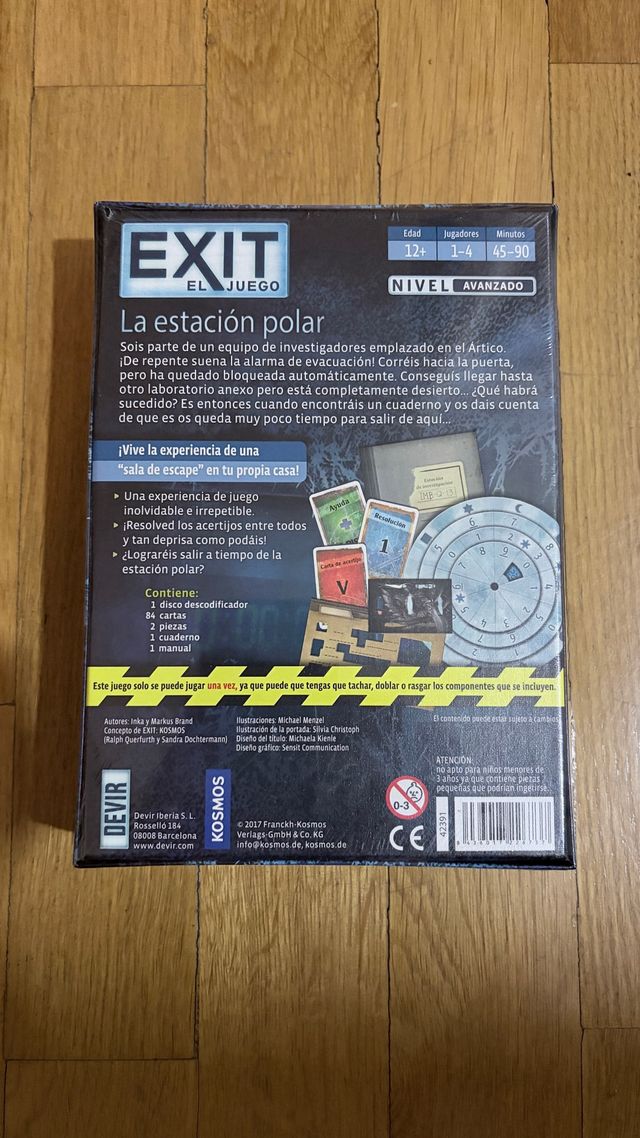 EXIT
EL JUEGO
Edad Jugadores Minutos
12+ 1–4 45–90
NIVEL AVANZADO
La estación polar
Sois parte de un equipo de investigadores emplazado en el Ártico.
¡De repente suena la alarma de evacuación! Corréis hacia la puerta,
pero ha quedado bloqueada automáticamente. Conseguís llegar hasta
otro laboratorio anexo pero está completamente desierto... ¿Qué habrá
sucedido? Es entonces cuando encontráis un cuaderno y os dais cuenta
de que es os queda muy poco tiempo para salir de aquí...
¡Vive la experiencia de una
“sala de escape” en tu propia casa!
Una experiencia de juego
inolvidable e irrepetible.
¡Resolved los acertijos entre todos
y tan deprisa como podáis!
¿Lograréis salir a tiempo de la
estación polar?
Contiene:
1 disco descodificador
84 cartas
2 piezas
1 cuaderno
1 manual
Estación
de investigación
Ayuda
Resolución
1
Carta de acertijo
V
Este juego solo se puede jugar una vez, ya que puede que tengas que tachar, doblar o rasgar los componentes que se incluyen.
Autores: Inka y Markus Brand
Concepto de EXIT: KOSMOS
(Ralph Querfurth y Sandra Dochtermann)
Ilustraciones: Michael Menzel
Ilustración de la portada: Silvia Christoph
Diseño del título: Michaela Kienle
Diseño gráfico: Sensit Communication
El contenido puede estar sujeto a cambios
ATENCIÓN:
no apto para niños menores de
3 años ya que contiene piezas
pequeñas que podrían ingerirse.
DEVIR
Devir Iberia S. L.
Rosselló 184
08008 Barcelona
www.devir.com
KOSMOS
© 2017 Franckh-Kosmos
Verlags-GmbH & Co. KG
info@kosmos.de, kosmos.de
0-3
CE
42391